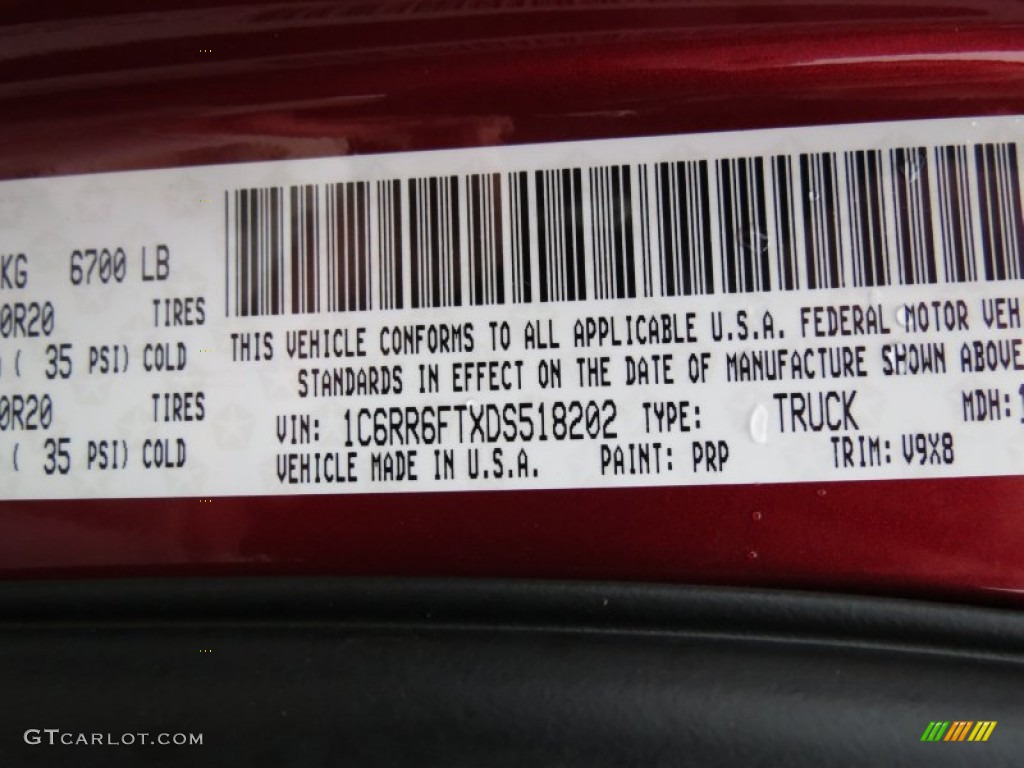 KG 6700 LB
0R20 TIRES
( 35 PSI) COLD
0R20 TIRES
( 35 PSI) COLD
THIS VEHICLE CONFORMS TO ALL APPLICABLE U.S.A. FEDERAL MOTOR VEH
STANDARDS IN EFFECT ON THE DATE OF MANUFACTURE SHOWN ABOVE
VIN: 1C6RR6FTXDS518202 TYPE: TRUCK MDH: 1
VEHICLE MADE IN U.S.A. PAINT: PRP TRIM: V9X8
GTCARLOT.COM